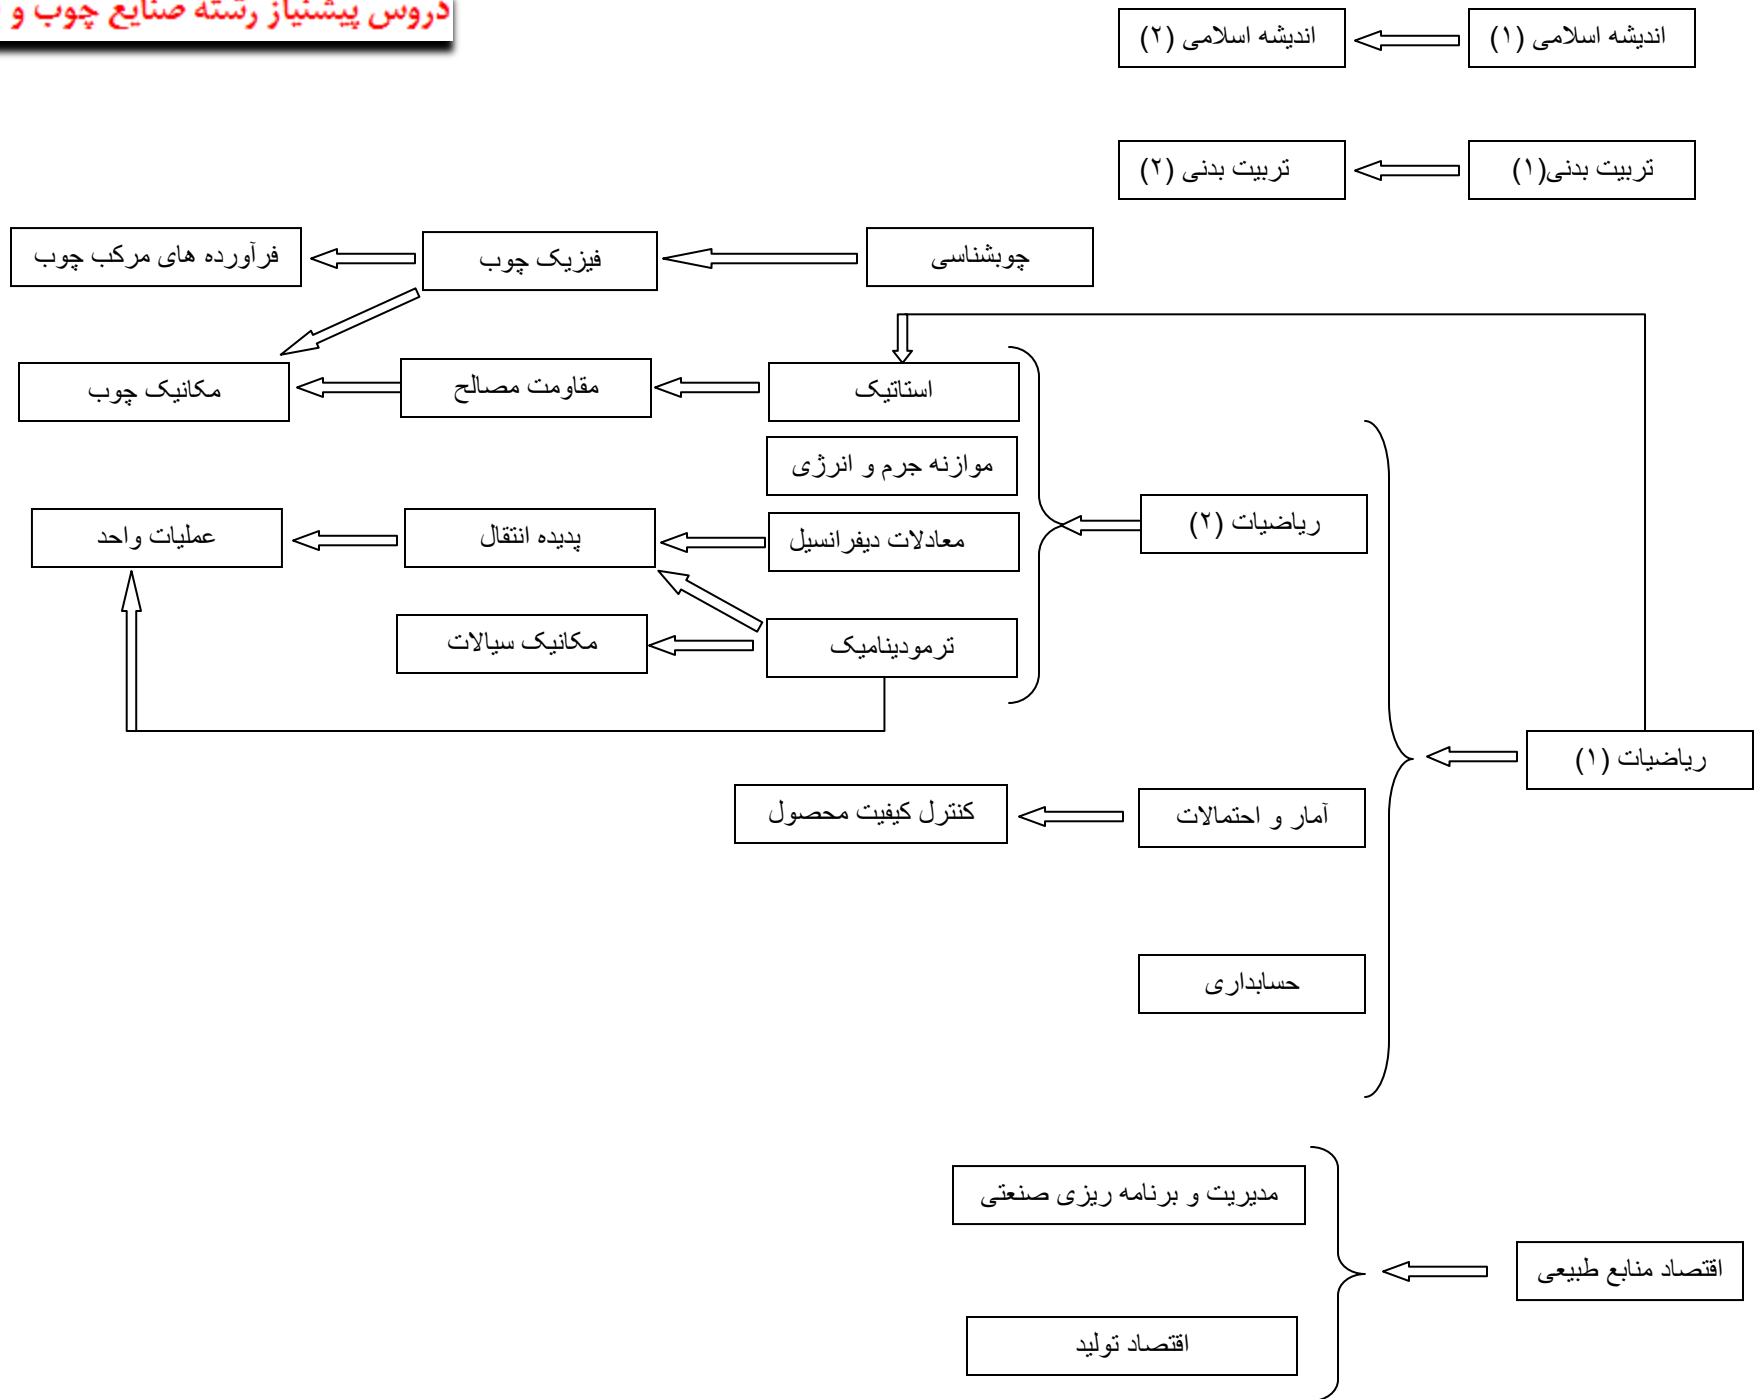 دروس پیشنیاز رشته صنایع چوب و
اندیشه اسلامی (۱)
اندیشه اسلامی (۲)
تربیت بدنی(۱)
تربیت بدنی (۲)
چوبشناسی
فیزیک چوب
فرآورده های مرکب چوب
استاتیک
مقاومت مصالح
مکانیک چوب
موازنه جرم و انرژی
ریاضیات (۲)
معادلات دیفرانسیل
پدیده انتقال
عملیات واحد
ترمودینامیک
مکانیک سیالات
ریاضیات (۱)
آمار و احتمالات
کنترل کیفیت محصول
حسابداری
مدیریت و برنامه ریزی صنعتی
اقتصاد منابع طبیعی
اقتصاد تولید